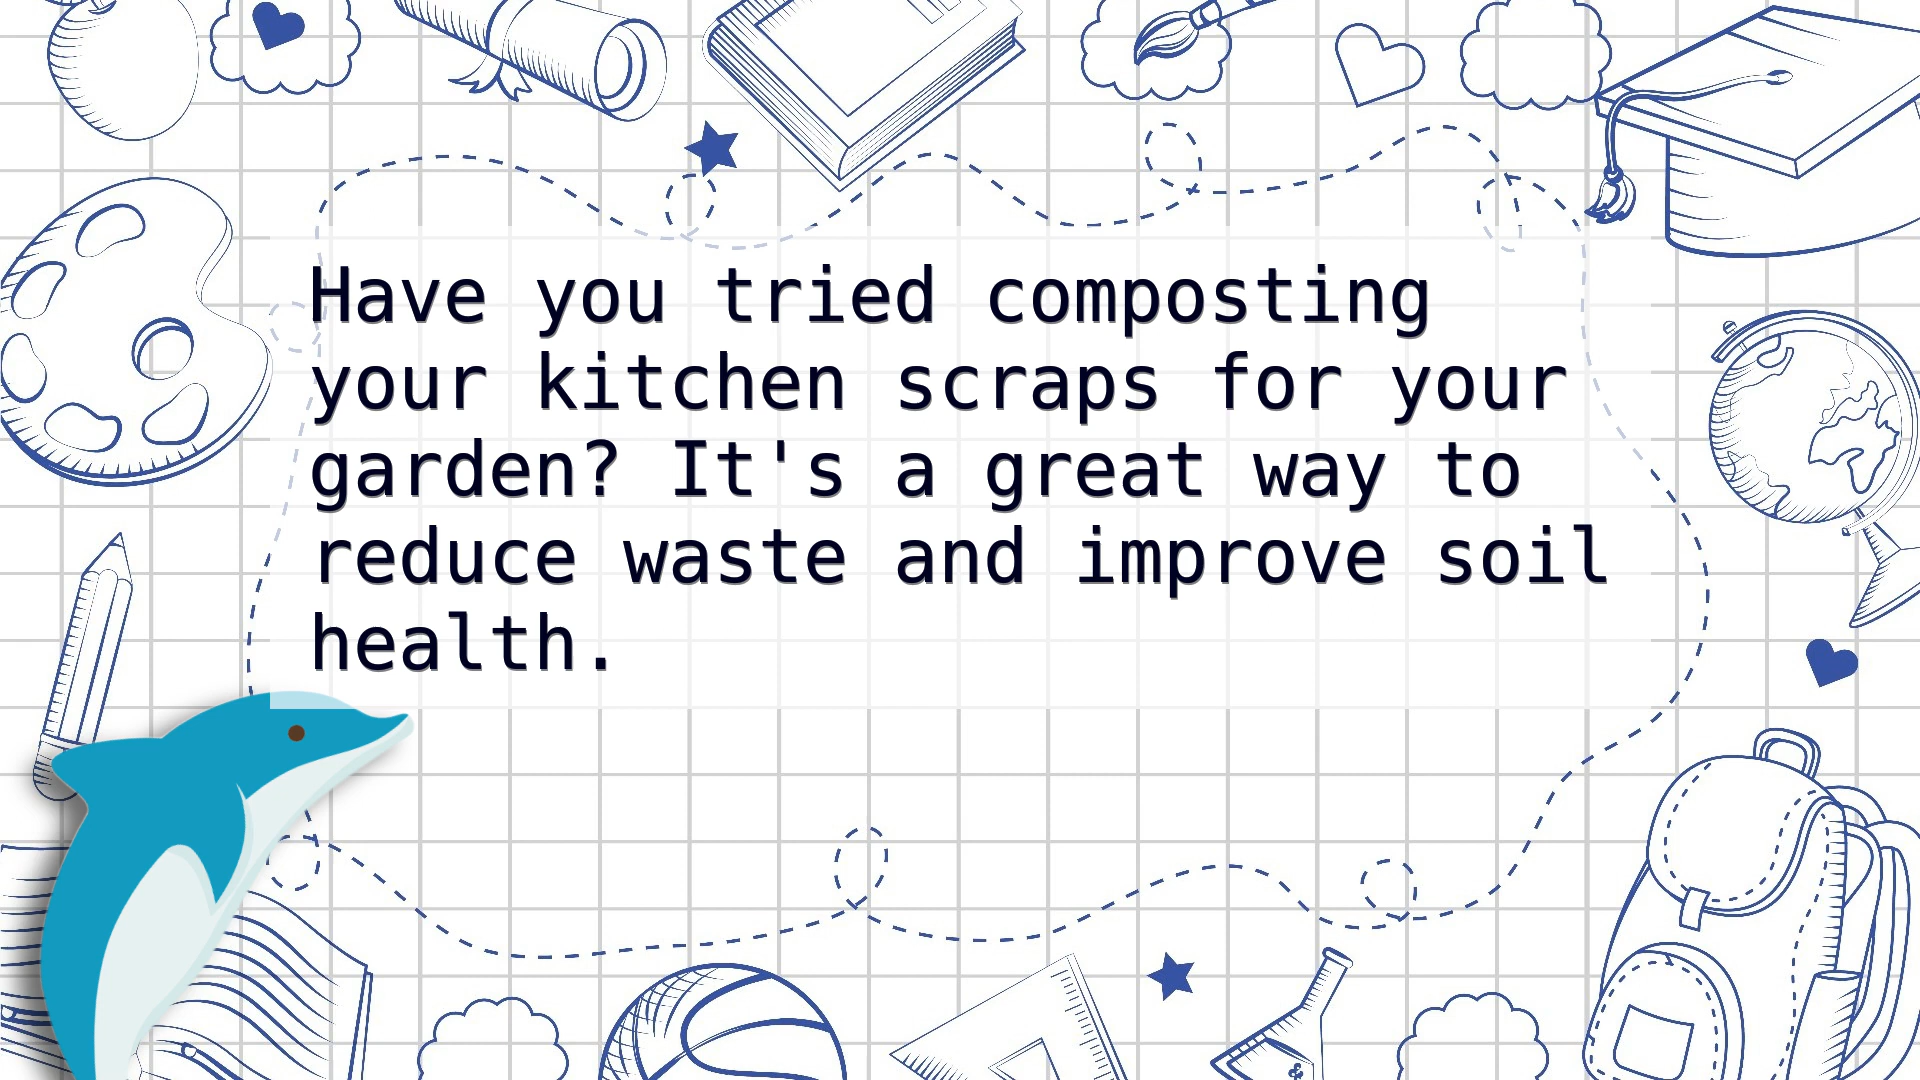 Have you tried composting
your kitchen scraps for your
garden? It's a great way to
reduce waste and improve soil
health.